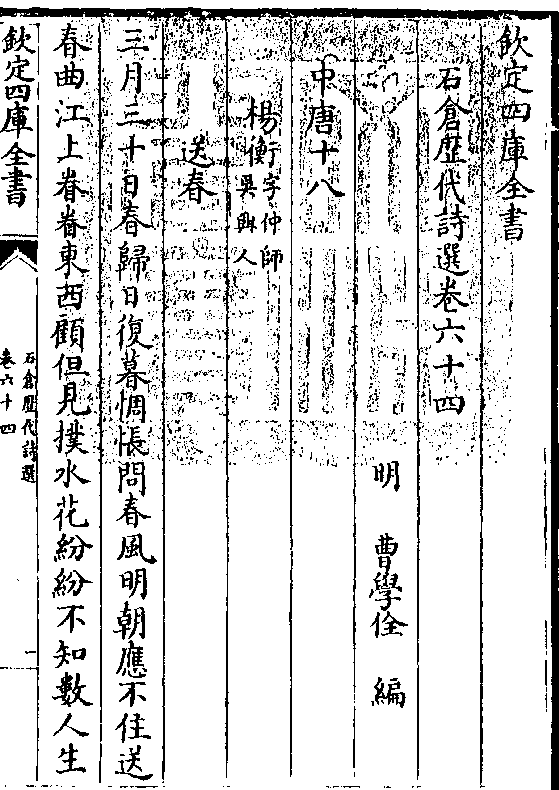 欽定四庫全書
石倉歷代詩選卷六十四
明 曹學佺 編
中唐十八
楊衡字仲師吳興人
送春
三月三十日春歸日復暮惆悵問春風明朝應不住送
春曲江上眷眷東西顧但見撲水花紛紛不知數人生
欽定四庫全書
石倉歷代詩選
卷六十四
一